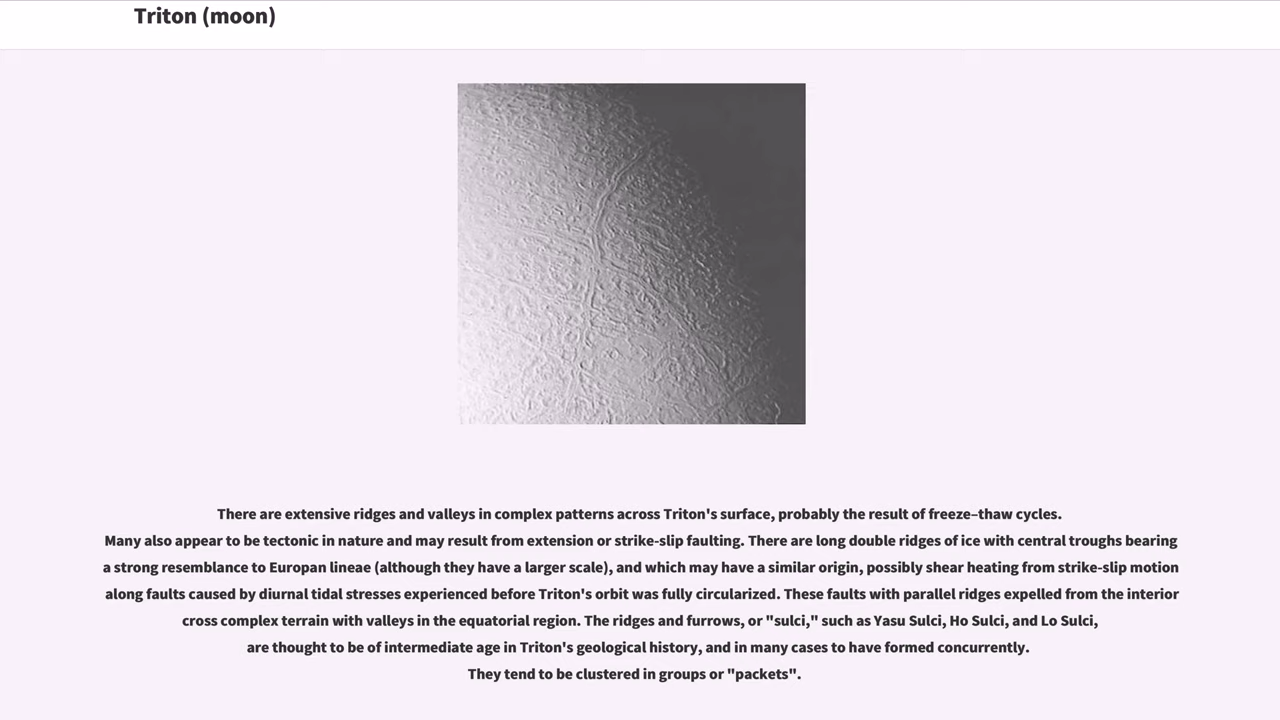 Triton (moon)
There are extensive ridges and valleys in complex patterns across Triton's surface, probably the result of freeze–thaw cycles.
Many also appear to be tectonic in nature and may result from extension or strike-slip faulting. There are long double ridges of ice with central troughs bearing
a strong resemblance to Europan lineae (although they have a larger scale), and which may have a similar origin, possibly shear heating from strike-slip motion
along faults caused by diurnal tidal stresses experienced before Triton's orbit was fully circularized. These faults with parallel ridges expelled from the interior
cross complex terrain with valleys in the equatorial region. The ridges and furrows, or "sulci," such as Yasu Sulci, Ho Sulci, and Lo Sulci,
are thought to be of intermediate age in Triton's geological history, and in many cases to have formed concurrently.
They tend to be clustered in groups or "packets".